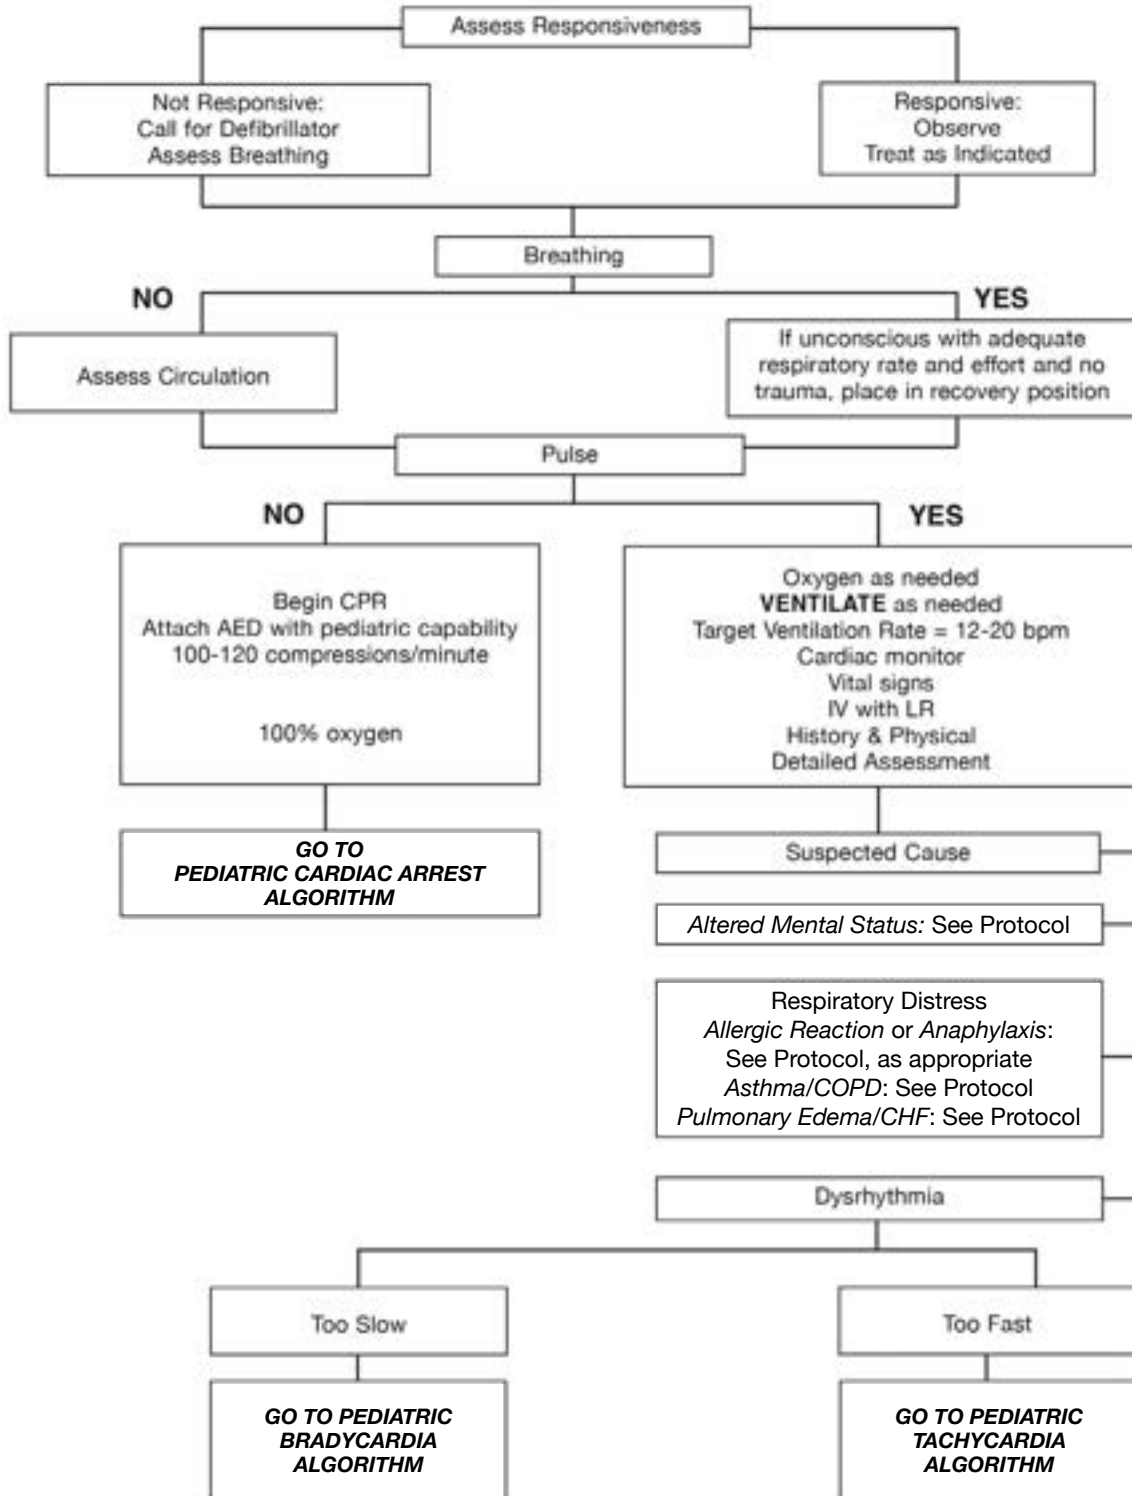 Assess Responsiveness
Not Responsive:
Call for Defibrillator
Assess Breathing
Responsive:
Observe
Treat as Indicated
Breathing
NO
YES
Assess Circulation
If unconscious with adequate
respiratory rate and effort and no
trauma, place in recovery position
Pulse
NO
YES
Begin CPR
Attach AED with pediatric capability
100-120 compressions/minute
100% oxygen
Oxygen as needed
VENTILATE as needed
Target Ventilation Rate = 12-20 bpm
Cardiac monitor
Vital signs
IV with LR
History & Physical
Detailed Assessment
GO TO
PEDIATRIC CARDIAC ARREST
ALGORITHM
Suspected Cause
Altered Mental Status: See Protocol
Respiratory Distress
Allergic Reaction or Anaphylaxis:
See Protocol, as appropriate
Asthma/COPD: See Protocol
Pulmonary Edema/CHF: See Protocol
Dysrhythmia
Too Slow
Too Fast
GO TO PEDIATRIC
BRADYCARDIA
ALGORITHM
GO TO PEDIATRIC
TACHYCARDIA
ALGORITHM